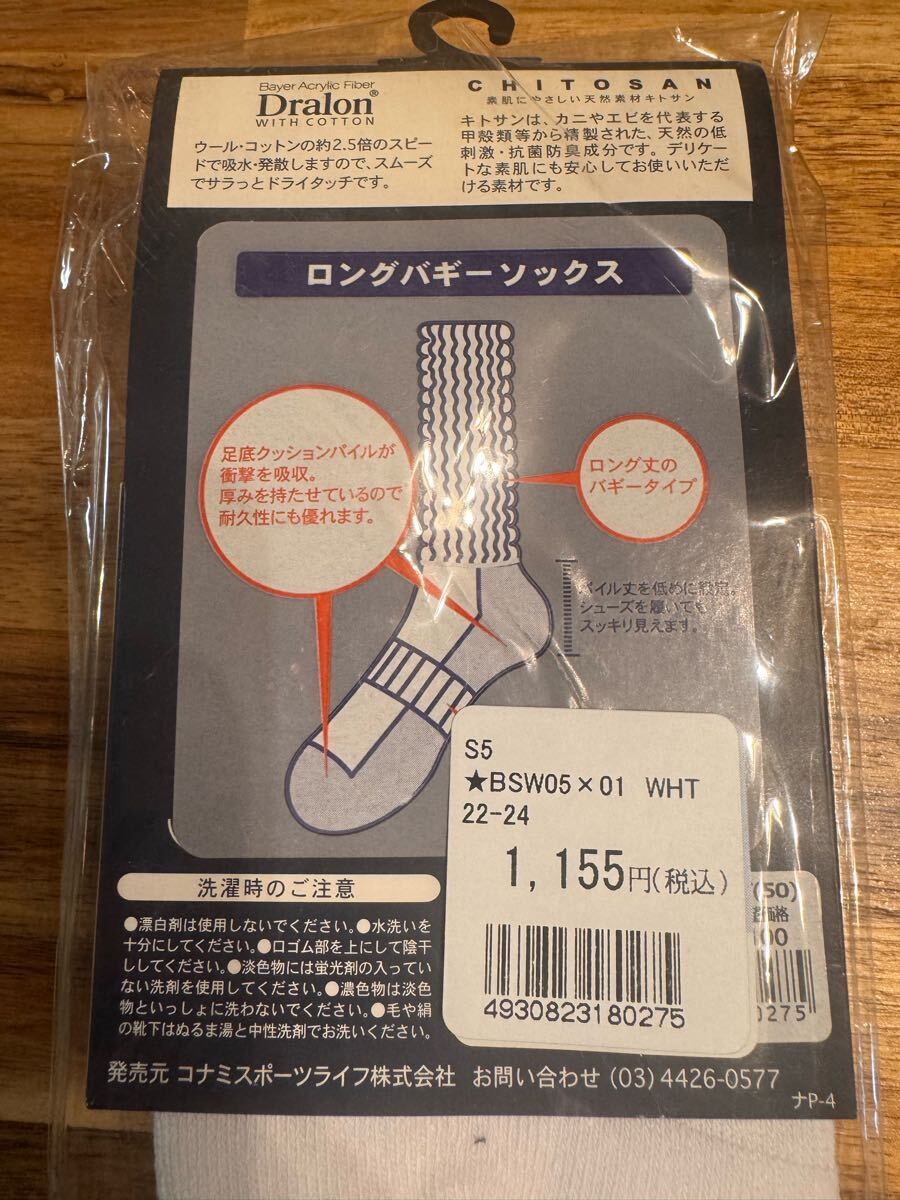 Bayer Acrylic Fiber
Dralon®
WITH COTTON
ウール・コットンの約2.5倍のスピー
ドで吸水・発散しますので、スムーズ
でサラっとドライタッチです。
CHITOSAN
素肌にやさしい天然素材キトサン
キトサンは、カニやエビを代表する
甲殻類等から精製された、天然の低
刺激・抗菌防臭成分です。デリケー
トな素肌にも安心してお使いいただ
ける素材です。
ロングバギーソックス
足底クッションパイルが
衝撃を吸収。
厚みを持たせているので
耐久性にも優れます。
ロング丈の
バギータイプ
パイル丈を低めに設定。
シューズを履いても
スッキリ見えます。
S5
★BSW05×01 WHT
22-24
1,155円(税込)
4930823180275
(50)
価格
00
0275
洗濯時のご注意
●漂白剤は使用しないでください。●水洗いを
十分にしてください。●口ゴム部を上にして陰干
ししてください。●淡色物には蛍光剤の入ってい
ない洗剤を使用してください。●濃色物は淡色
物といっしょに洗わないでください。●毛や絹
の靴下はぬるま湯と中性洗剤でお洗いください。
発売元 コナミスポーツライフ株式会社 お問い合わせ (03)4426-0577
ナP-4